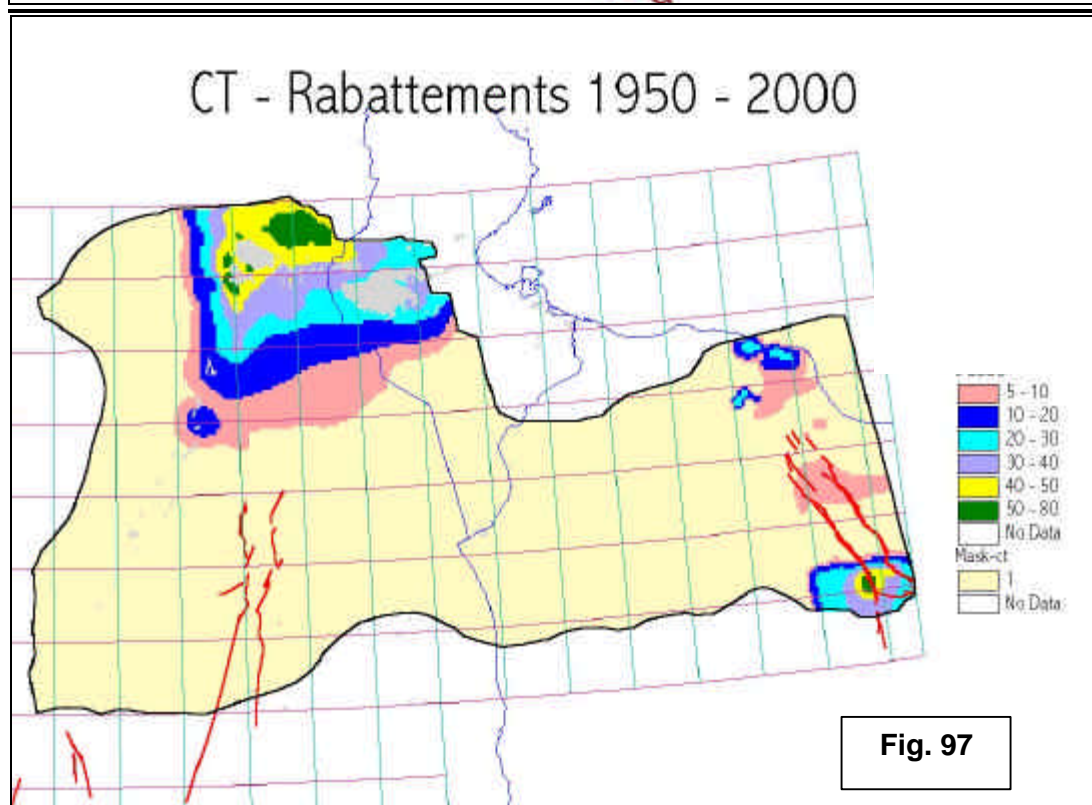 CT - Rabattements 1950 - 2000
5 - 10
10 - 20
20 - 30
30 - 40
40 - 50
50 - 80
No Data
Mask-ct
1
No Data
Fig. 97